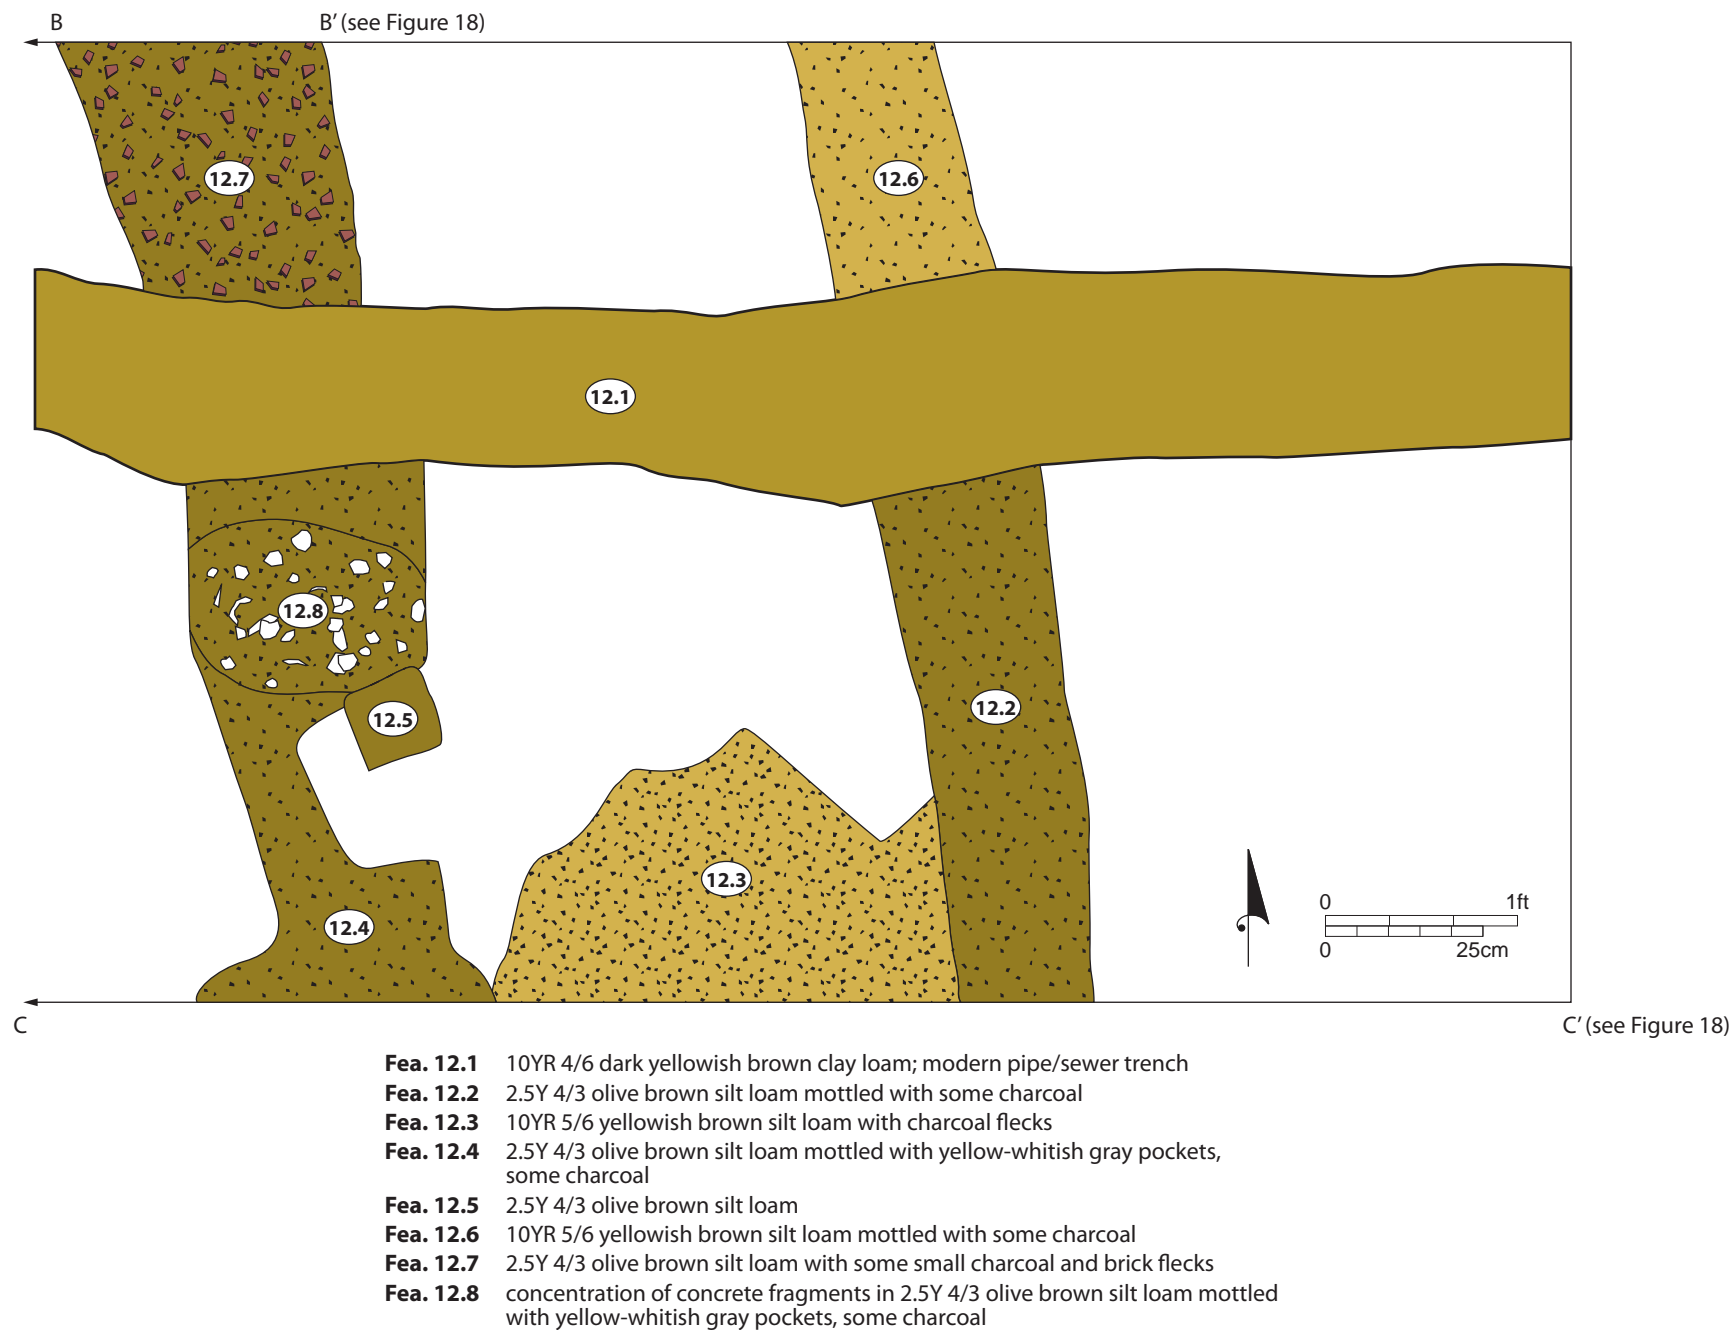 B B’ (see Figure 18)
12.7
12.6
12.1
12.8
12.5
12.2
12.3
12.4
0 1ft
0 25cm
C C’ (see Figure 18)
Fea. 12.1 10YR 4/6 dark yellowish brown clay loam; modern pipe/sewer trench
Fea. 12.2 2.5Y 4/3 olive brown silt loam mottled with some charcoal
Fea. 12.3 10YR 5/6 yellowish brown silt loam with charcoal flecks
Fea. 12.4 2.5Y 4/3 olive brown silt loam mottled with yellow-whitish gray pockets,
some charcoal
Fea. 12.5 2.5Y 4/3 olive brown silt loam
Fea. 12.6 10YR 5/6 yellowish brown silt loam mottled with some charcoal
Fea. 12.7 2.5Y 4/3 olive brown silt loam with some small charcoal and brick flecks
Fea. 12.8 concentration of concrete fragments in 2.5Y 4/3 olive brown silt loam mottled
with yellow-whitish gray pockets, some charcoal